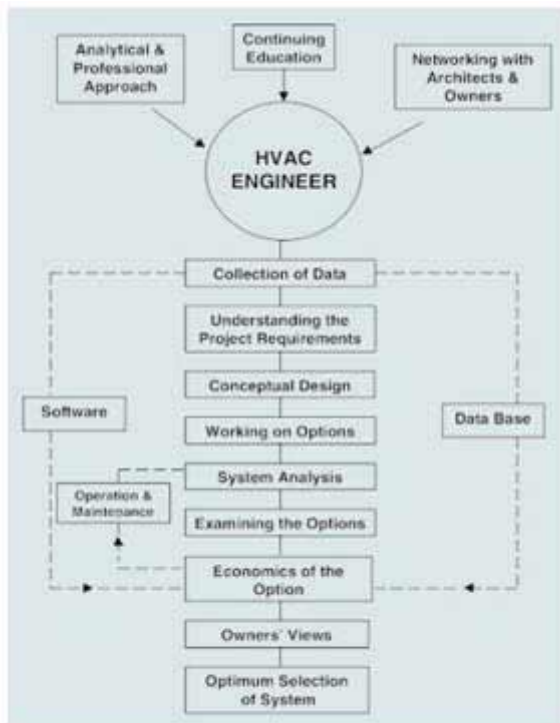 Analytical &
Professional
Approach
Continuing
Education
Networking with
Architects &
Owners
HVAC
ENGINEER
Collection of Data
Understanding the
Project Requirements
Conceptual Design
Software
Data Base
Working on Options
System Analysis
Operation &
Maintenance
Examining the Options
Economics of the
Option
Owners' Views
Optimum Selection
of System